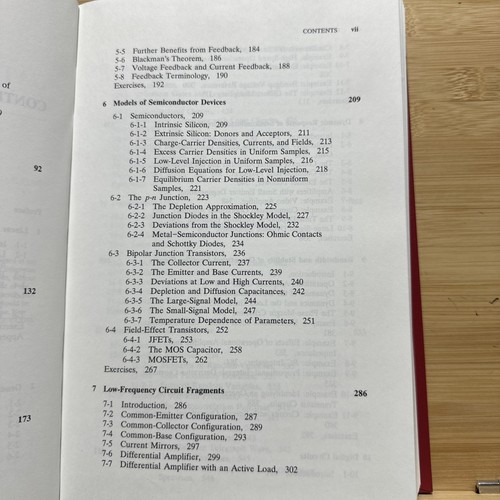 CONTENTS vii
of
92
132
173
5-5 Further Benefits from Feedback, 184
5-6 Blackman's Theorem, 186
5-7 Voltage Feedback and Current Feedback, 188
5-8 Feedback Terminology, 190
Exercises, 192
6 Models of Semiconductor Devices 209
6-1 Semiconductors, 209
6-1-1 Intrinsic Silicon, 209
6-1-2 Extrinsic Silicon: Donors and Acceptors, 211
6-1-3 Charge-Carrier Densities, Currents, and Fields, 213
6-1-4 Excess Carrier Densities in Uniform Samples, 215
6-1-5 Low-Level Injection in Uniform Samples, 216
6-1-6 Diffusion Equations for Low-Level Injection, 218
6-1-7 Equilibrium Carrier Densities in Nonuniform
Samples, 221
6-2 The p-n Junction, 223
6-2-1 The Depletion Approximation, 225
6-2-2 Junction Diodes in the Shockley Model, 227
6-2-3 Deviations from the Shockley Model, 232
6-2-4 Metal–Semiconductor Junctions: Ohmic Contacts
and Schottky Diodes, 234
6-3 Bipolar Junction Transistors, 236
6-3-1 The Collector Current, 237
6-3-2 The Emitter and Base Currents, 239
6-3-3 Deviations at Low and High Currents, 240
6-3-4 Depletion and Diffusion Capacitances, 242
6-3-5 The Large-Signal Model, 244
6-3-6 The Small-Signal Model, 247
6-3-7 Temperature Dependence of Parameters, 251
6-4 Field-Effect Transistors, 252
6-4-1 JFETs, 253
6-4-2 The MOS Capacitor, 258
6-4-3 MOSFETs, 262
Exercises, 267
7 Low-Frequency Circuit Fragments 286
7-1 Introduction, 286
7-2 Common-Emitter Configuration, 287
7-3 Common-Collector Configuration, 289
7-4 Common-Base Configuration, 293
7-5 Current Mirrors, 297
7-6 Differential Amplifier, 299
7-7 Differential Amplifier with an Active Load, 302